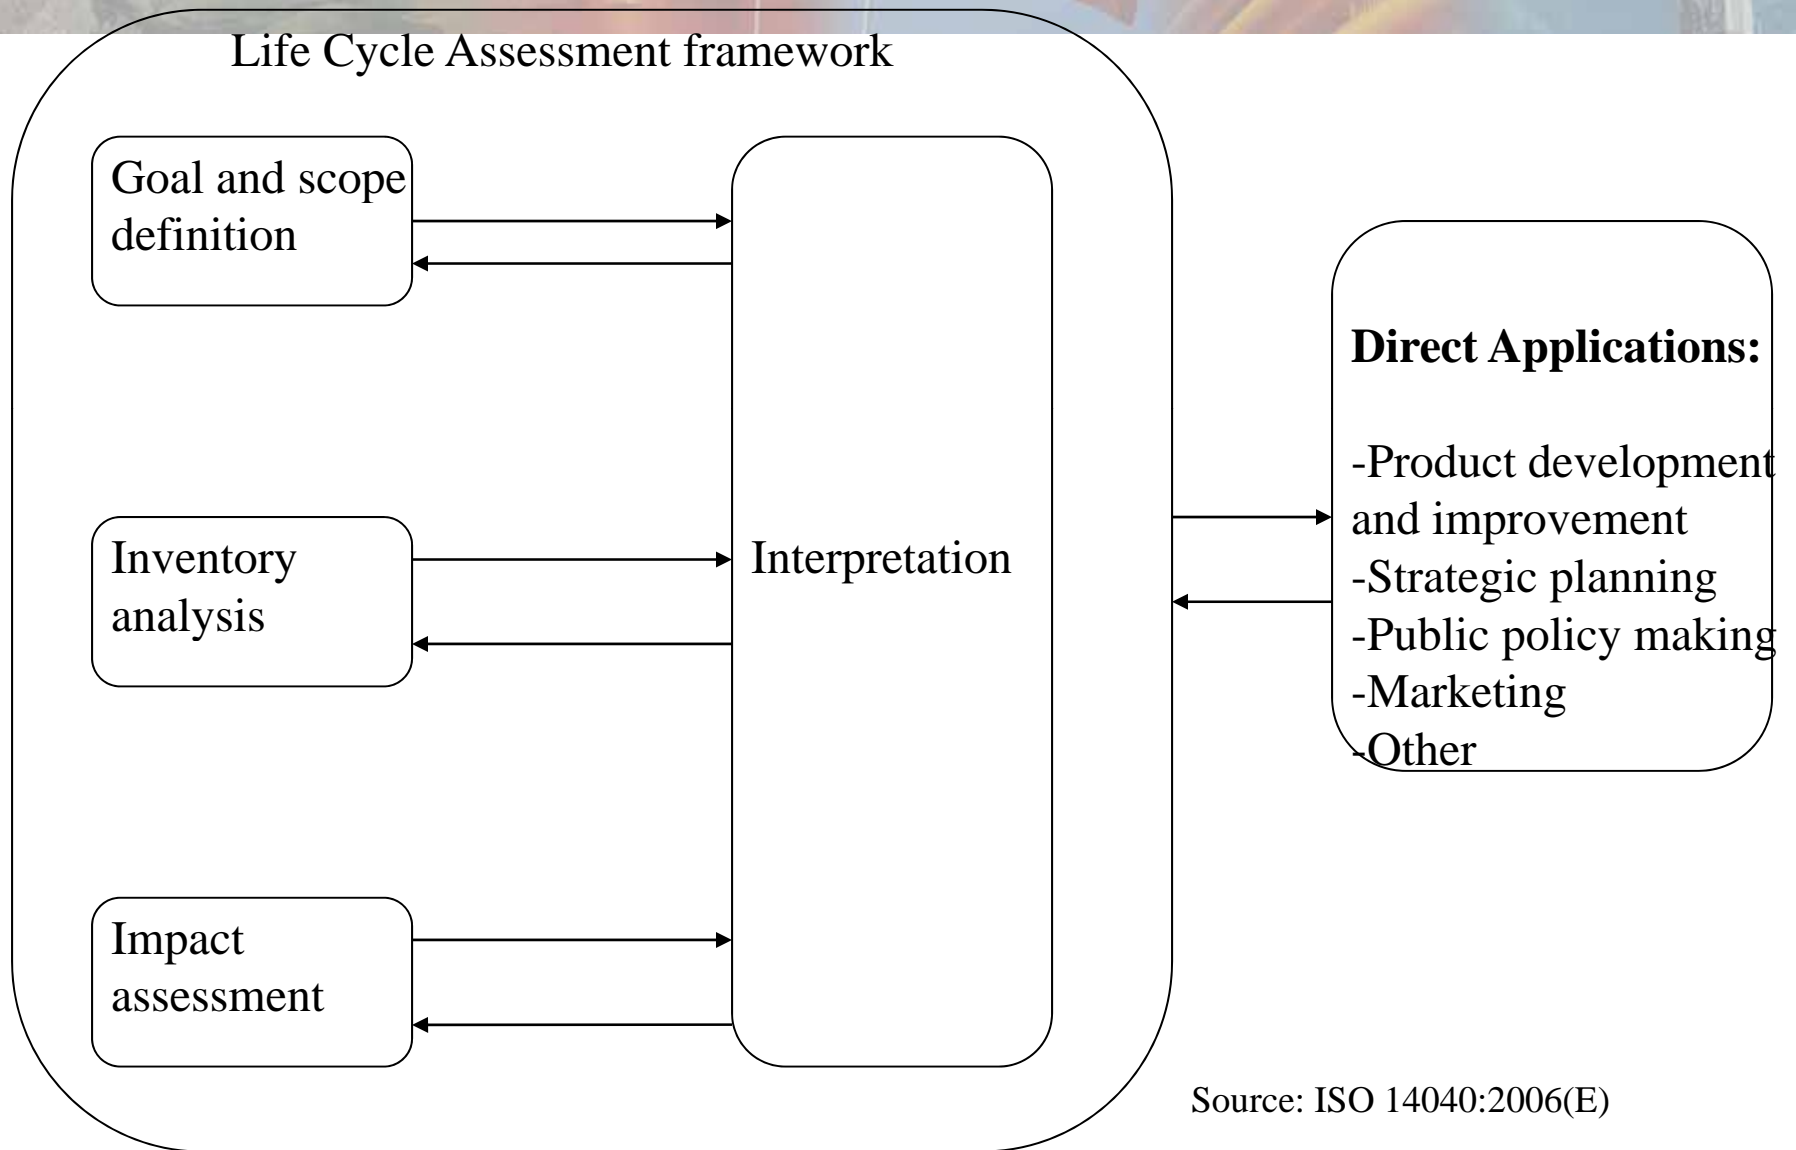 Life Cycle Assessment framework
Goal and scope
definition
Inventory
analysis
Impact
assessment
Interpretation
Direct Applications:
-Product development
and improvement
-Strategic planning
-Public policy making
-Marketing
-Other
Source: ISO 14040:2006(E)